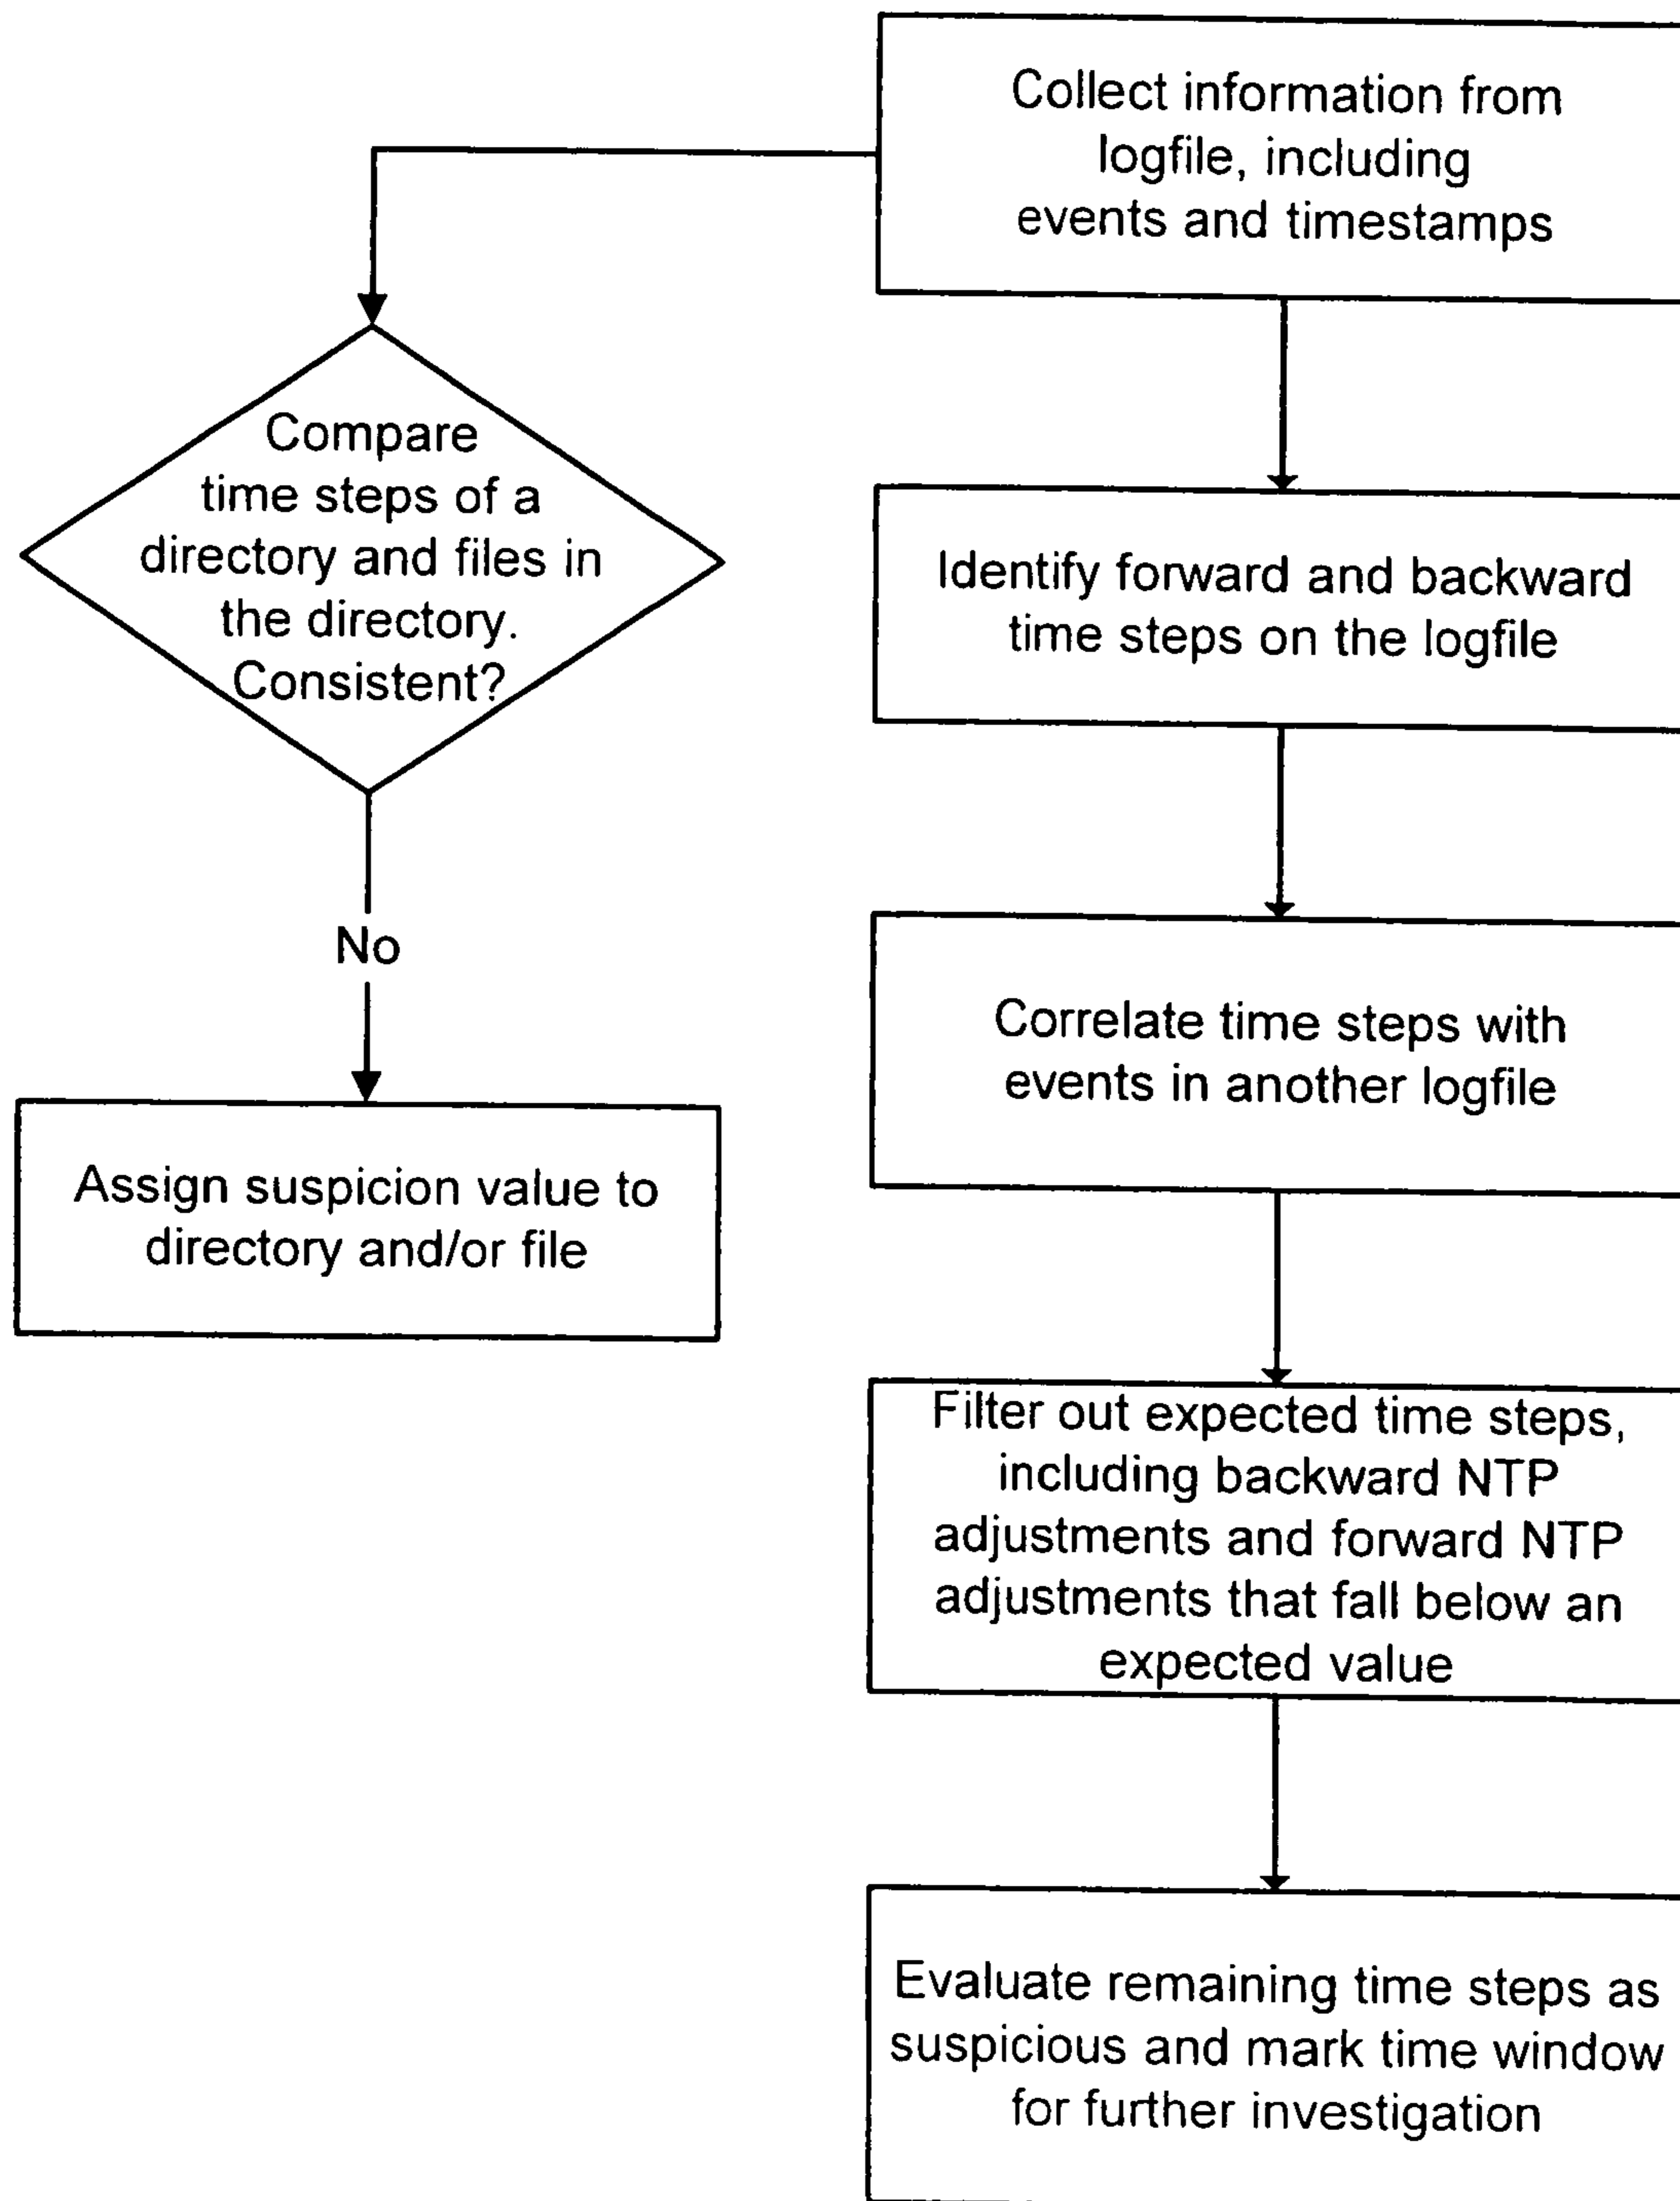 Collect information from
logfile, including
events and timestamps
Compare
time steps of a
directory and files in
the directory.
Consistent?
No
Assign suspicion value to
directory and/or file
Identify forward and backward
time steps on the logfile
Correlate time steps with
events in another logfile
Filter out expected time steps,
including backward NTP
adjustments and forward NTP
adjustments that fall below an
expected value
Evaluate remaining time steps as
suspicious and mark time window
for further investigation